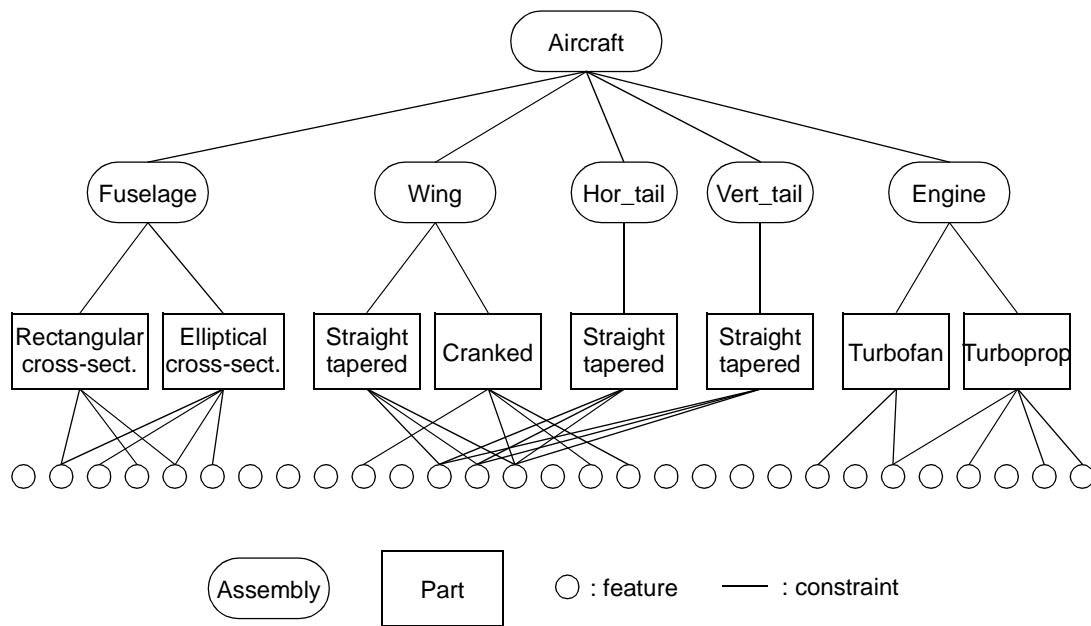 Aircraft
Fuselage
Wing
Hor_tail
Vert_tail
Engine
Rectangular
cross-sect.
Elliptical
cross-sect.
Straight
tapered
Cranked
Straight
tapered
Straight
tapered
Turbofan
Turboprop
Assembly
Part
: feature
: constraint